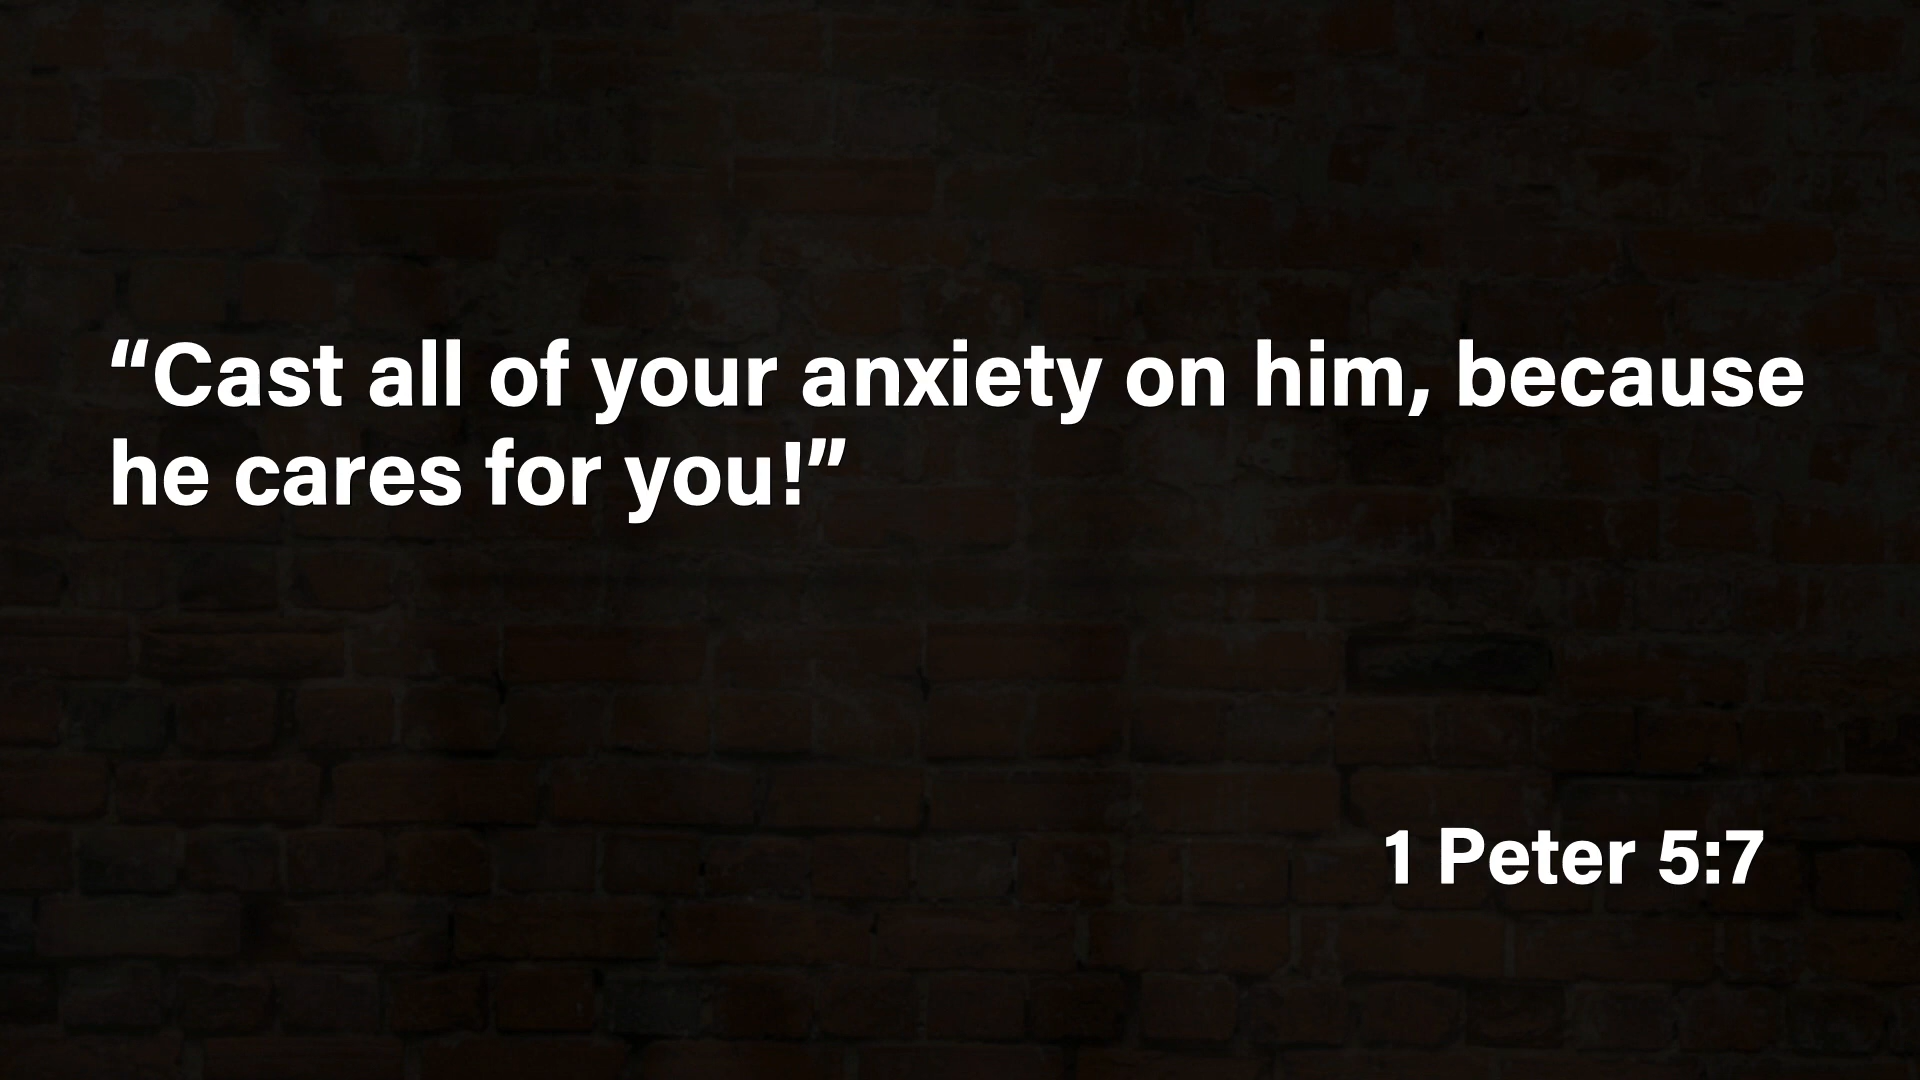 “Cast all of your anxiety on him, because
he cares for you!”
1 Peter 5:7